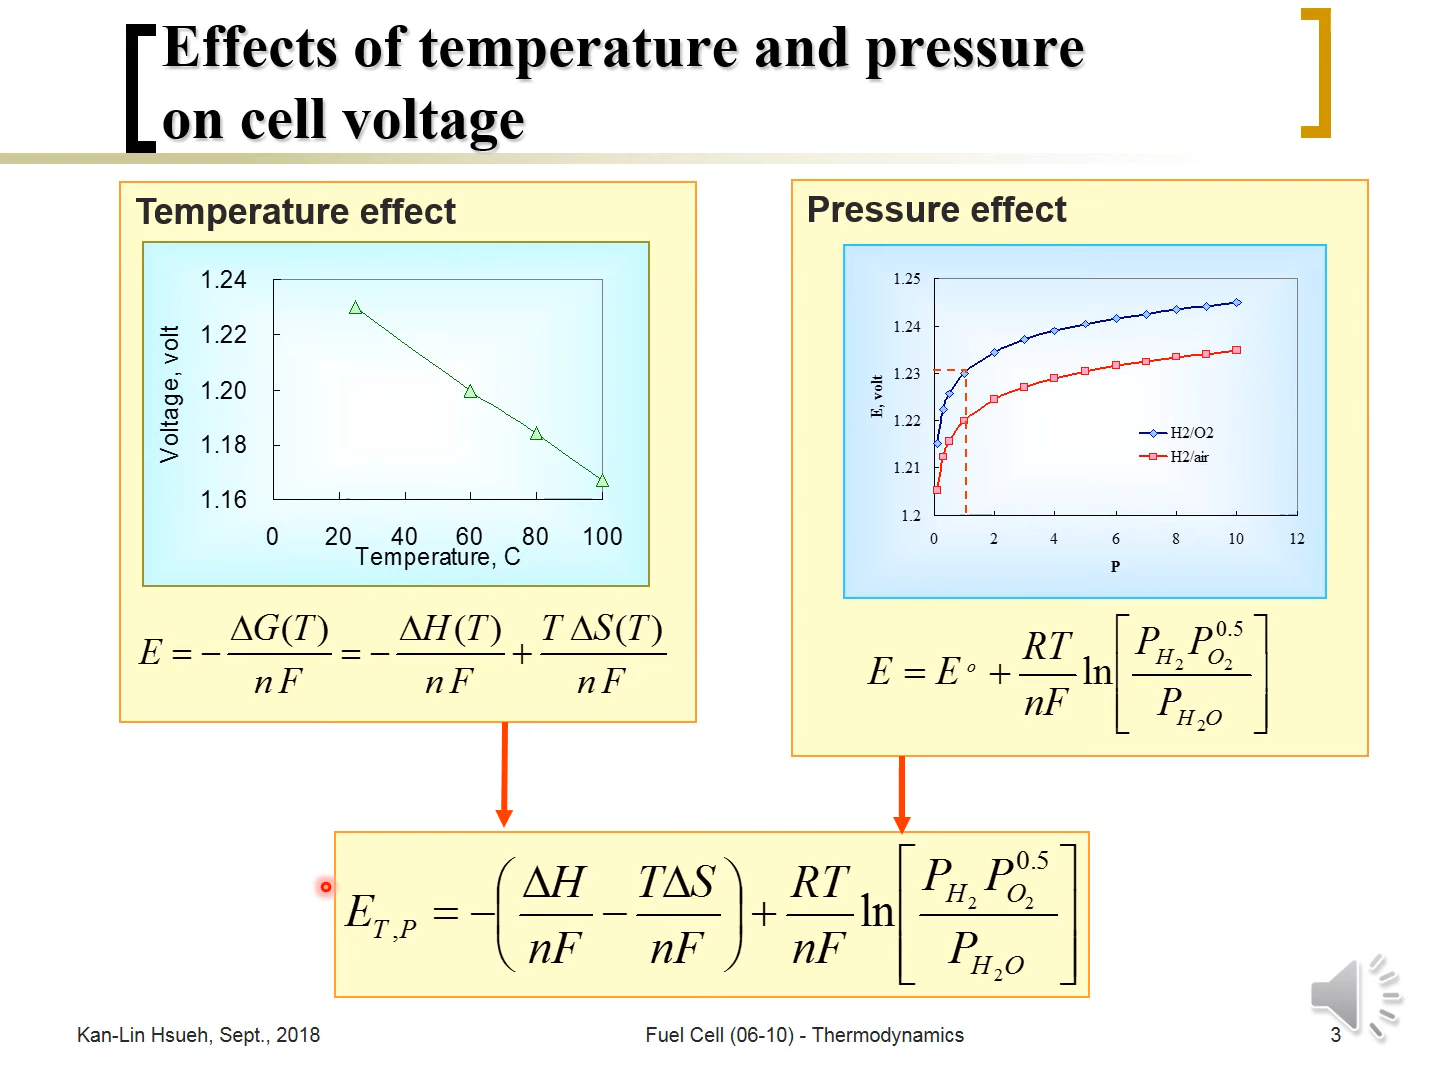 Effects of temperature and pressure
on cell voltage
Temperature effect
1.24
1.22
1.20
1.18
1.16
Voltage, volt
0 20 40 60 80 100
Temperature, C
E = − ΔG(T)/nF = − ΔH(T)/nF + T ΔS(T)/nF
Pressure effect
1.25
1.24
1.23
1.22
1.21
1.2
E, volt
H2/O2
H2/air
0 2 4 6 8 10 12
P
E = E° + RT/nF ln[P_H₂ P_O₂^0.5 / P_H₂O]
E_T,P = −(ΔH/nF − TΔS/nF) + RT/nF ln[P_H₂ P_O₂^0.5 / P_H₂O]
Kan-Lin Hsueh, Sept., 2018
Fuel Cell (06-10) - Thermodynamics
3